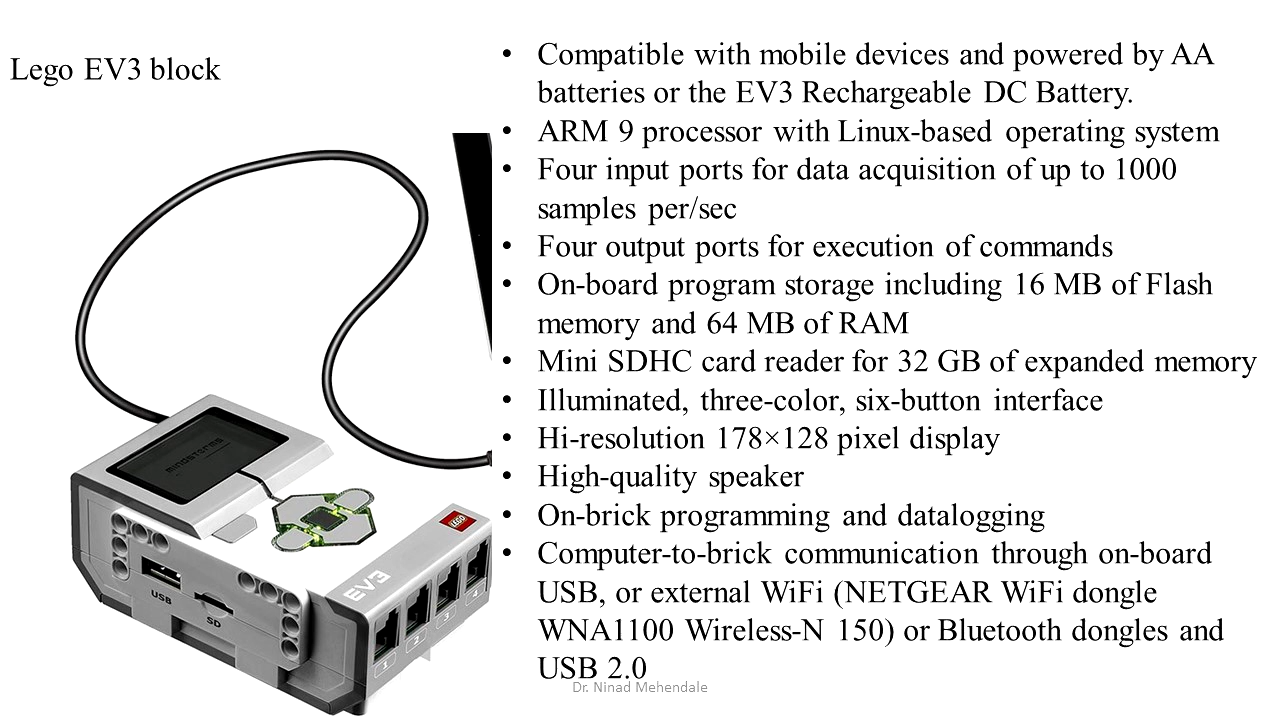 Lego EV3 block
• Compatible with mobile devices and powered by AA
batteries or the EV3 Rechargeable DC Battery.
• ARM 9 processor with Linux-based operating system
• Four input ports for data acquisition of up to 1000
samples per/sec
• Four output ports for execution of commands
• On-board program storage including 16 MB of Flash
memory and 64 MB of RAM
• Mini SDHC card reader for 32 GB of expanded memory
• Illuminated, three-color, six-button interface
• Hi-resolution 178×128 pixel display
• High-quality speaker
• On-brick programming and datalogging
• Computer-to-brick communication through on-board
USB, or external WiFi (NETGEAR WiFi dongle
WNA1100 Wireless-N 150) or Bluetooth dongles and
USB 2.0
MINDSTORMS
LEGO
EV3
USB
SD
1 2 3 4
Dr. Ninad Mehendale